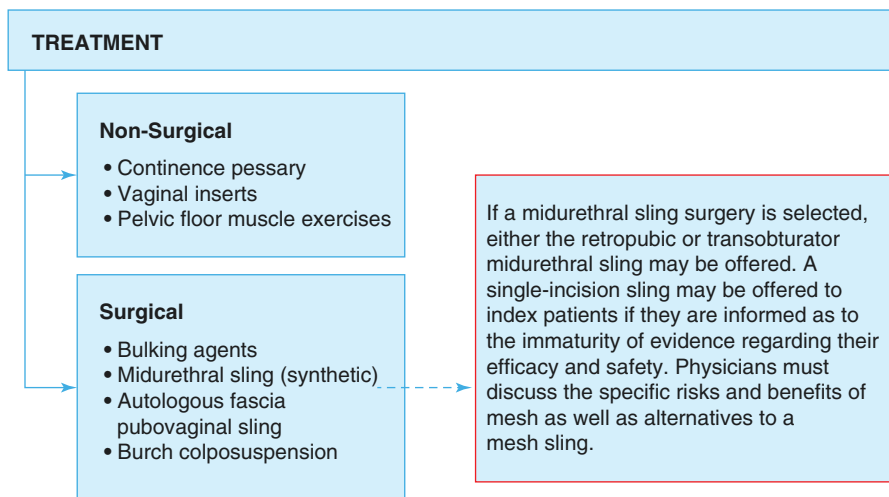 TREATMENT
Non-Surgical
• Continence pessary
• Vaginal inserts
• Pelvic floor muscle exercises
Surgical
• Bulking agents
• Midurethral sling (synthetic)
• Autologous fascia
pubovaginal sling
• Burch colposuspension
If a midurethral sling surgery is selected,
either the retropubic or transobturator
midurethral sling may be offered. A
single-incision sling may be offered to
index patients if they are informed as to
the immaturity of evidence regarding their
efficacy and safety. Physicians must
discuss the specific risks and benefits of
mesh as well as alternatives to a
mesh sling.